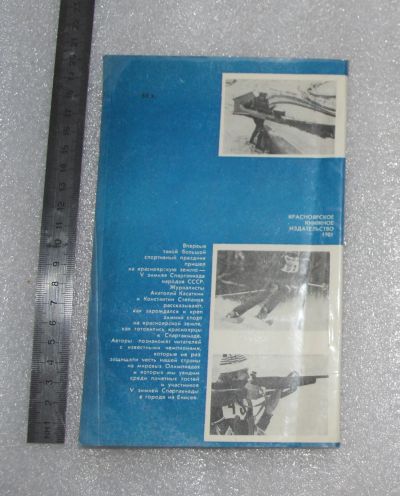 КРАСНОЯРСКОЕ
КНИЖНОЕ
ИЗДАТЕЛЬСТВО
1981
Впервые
такой большой
спортивный праздник
пришел
на красноярскую землю—
V зимняя Спартакиада
народов СССР.
Журналисты
Анатолий Касаткин
и Константин Степанов
рассказывают,
как зарождался и креп
зимний спорт
на красноярской земле,
как готовились красноярцы
к Спартакиаде.
Авторы познакомят читателей
с известными чемпионами,
которые не раз
защищали честь нашей страны
на мировых Олимпиадах
и которых мы увидим
среди почетных гостей
и участников
V зимней Спартакиады
в городе на Енисее.